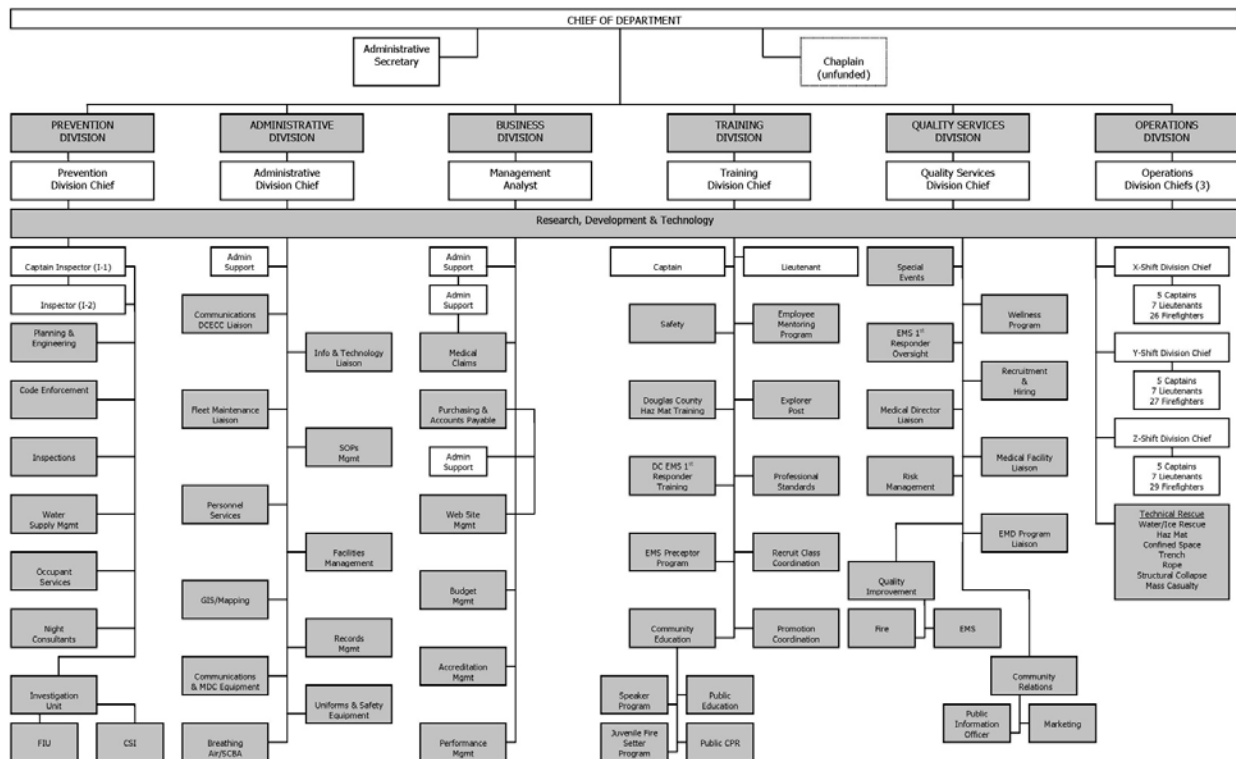 CHIEF OF DEPARTMENT
Administrative
Secretary
Chaplain
(unfunded)
PREVENTION
DIVISION
ADMINISTRATIVE
DIVISION
BUSINESS
DIVISION
TRAINING
DIVISION
QUALITY SERVICES
DIVISION
OPERATIONS
DIVISION
Prevention
Division Chief
Administrative
Division Chief
Management
Analyst
Training
Division Chief
Quality Services
Division Chief
Operations
Division Chiefs (3)
Research, Development & Technology
Captain Inspector (I-1)
Inspector (I-2)
Planning &
Engineering
Code Enforcement
Inspections
Water
Supply Mgmt
Occupant
Services
Night
Consultants
Investigation
Unit
FIU
CSI
Admin
Support
Communications
DCECC Liaison
Info & Technology
Liaison
Fleet Maintenance
Liaison
SOPs
Mgmt
Personnel
Services
Facilities
Management
GIS/Mapping
Records
Mgmt
Communications
& MDC Equipment
Uniforms & Safety
Equipment
Breathing
Air/SCBA
Admin
Support
Admin
Support
Medical
Claims
Purchasing &
Accounts Payable
Admin
Support
Web Site
Mgmt
Budget
Mgmt
Accreditation
Mgmt
Performance
Mgmt
Captain
Lieutenant
Safety
Employee
Mentoring
Program
Douglas County
Haz Mat Training
Explorer
Post
DC EMS 1st
Responder
Training
Professional
Standards
EMS Preceptor
Program
Recruit Class
Coordination
Community
Education
Promotion
Coordination
Speaker
Program
Public
Education
Juvenile Fire
Setter
Program
Public CPR
Special
Events
Wellness
Program
EMS 1st
Responder
Oversight
Recruitment
&
Hiring
Medical Director
Liaison
Medical Facility
Liaison
Risk
Management
EMD Program
Liaison
Quality
Improvement
Fire
EMS
Community
Relations
Public
Information
Officer
Marketing
X-Shift Division Chief
5 Captains
7 Lieutenants
26 Firefighters
Y-Shift Division Chief
5 Captains
7 Lieutenants
27 Firefighters
Z-Shift Division Chief
5 Captains
7 Lieutenants
29 Firefighters
Technical Rescue
Water/Ice Rescue
Haz Mat
Confined Space
Trench
Rope
Structural Collapse
Mass Casualty